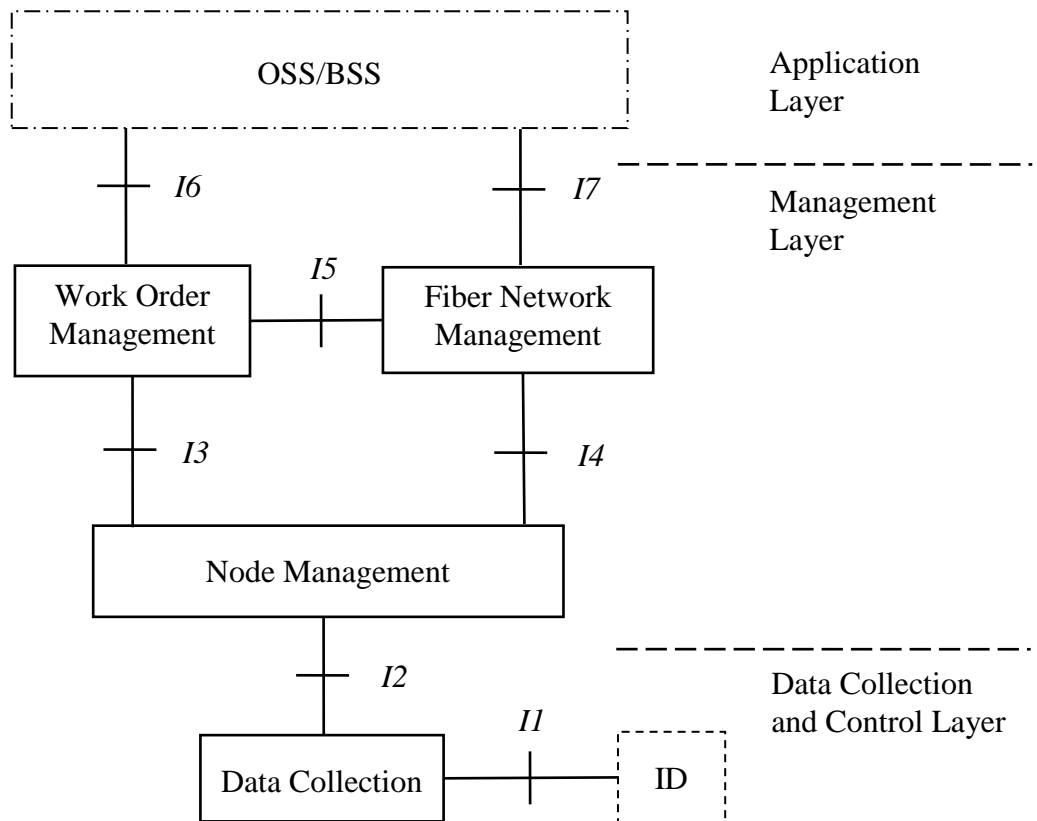 OSS/BSS
Application
Layer
I6
I7
Management
Layer
I5
Work Order
Management
Fiber Network
Management
I3
I4
Node Management
I2
Data Collection
and Control Layer
I1
Data Collection
ID